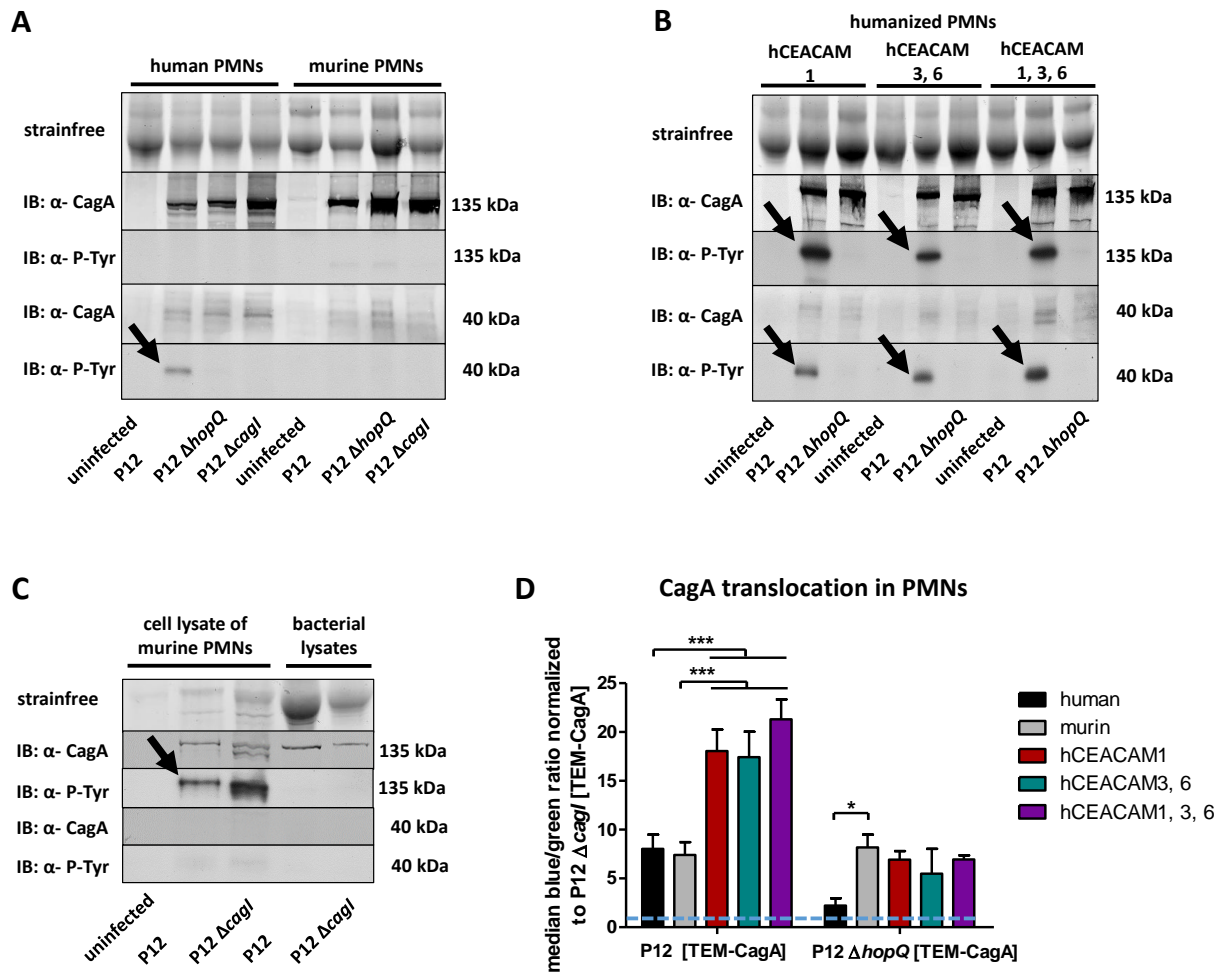 A
human PMNs murine PMNs
strainfree
IB: α- CagA 135 kDa
IB: α- P-Tyr 135 kDa
IB: α- CagA 40 kDa
IB: α- P-Tyr 40 kDa
uninfected P12 P12 ΔhopQ P12 ΔcagI uninfected P12 P12 ΔhopQ P12 ΔcagI
B
humanized PMNs
hCEACAM hCEACAM hCEACAM
1 3, 6 1, 3, 6
strainfree
IB: α- CagA 135 kDa
IB: α- P-Tyr 135 kDa
IB: α- CagA 40 kDa
IB: α- P-Tyr 40 kDa
uninfected P12 P12 ΔhopQ uninfected P12 P12 ΔhopQ uninfected P12 P12 ΔhopQ
C
cell lysate of bacterial
murine PMNs lysates
strainfree
IB: α- CagA 135 kDa
IB: α- P-Tyr 135 kDa
IB: α- CagA 40 kDa
IB: α- P-Tyr 40 kDa
uninfected P12 P12 ΔcagI P12 P12 ΔcagI
D
CagA translocation in PMNs
median blue/green ratio normalized
to P12 ΔcagI [TEM-CagA]
25
20
15
10
5
0
***
***
*
P12 [TEM-CagA] P12 ΔhopQ [TEM-CagA]
human
murin
hCEACAM1
hCEACAM3, 6
hCEACAM1, 3, 6